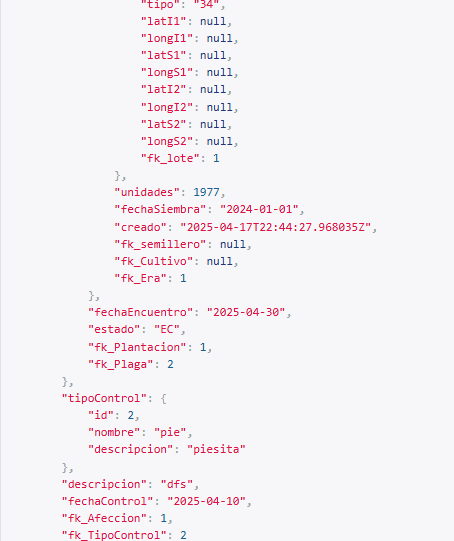 "tipo": "34",
"latI1": null,
"longI1": null,
"latS1": null,
"longS1": null,
"latI2": null,
"longI2": null,
"latS2": null,
"longS2": null,
"fk_lote": 1
},
"unidades": 1977,
"fechaSiembra": "2024-01-01",
"creado": "2025-04-17T22:44:27.968035Z",
"fk_semillero": null,
"fk_Cultivo": null,
"fk_Era": 1
},
"fechaEncuentro": "2025-04-30",
"estado": "EC",
"fk_Plantacion": 1,
"fk_Plaga": 2
},
"tipoControl": {
"id": 2,
"nombre": "pie",
"descripcion": "piesita"
},
"descripcion": "dfs",
"fechaControl": "2025-04-10",
"fk_Afeccion": 1,
"fk_TipoControl": 2